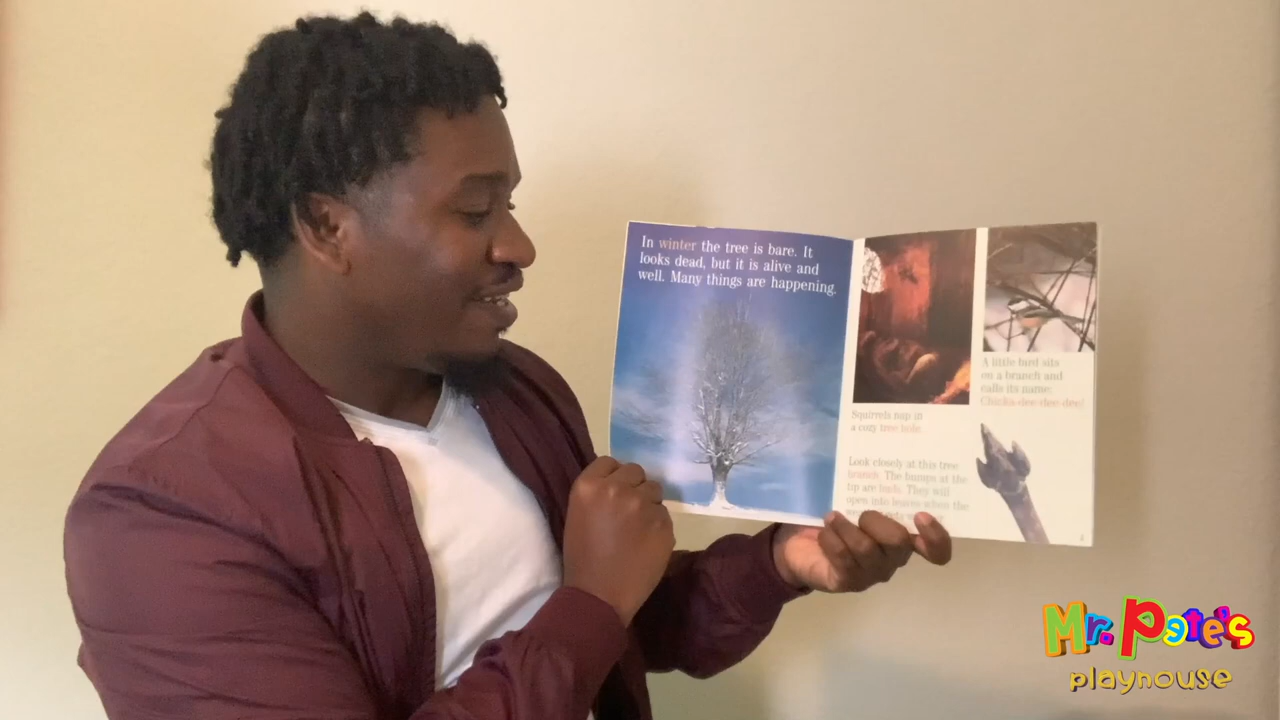 In winter the tree is bare. It
looks dead, but it is alive and
well. Many things are happening.
Squirrels nap in
a cozy tree hole.
A little bird sits
on a branch and
calls its name:
Chicka-dee-dee-dee!
Look closely at this tree
branch. The bumps at the
tip are buds. They will
open into leaves when the
Mr. Pete's
playhouse